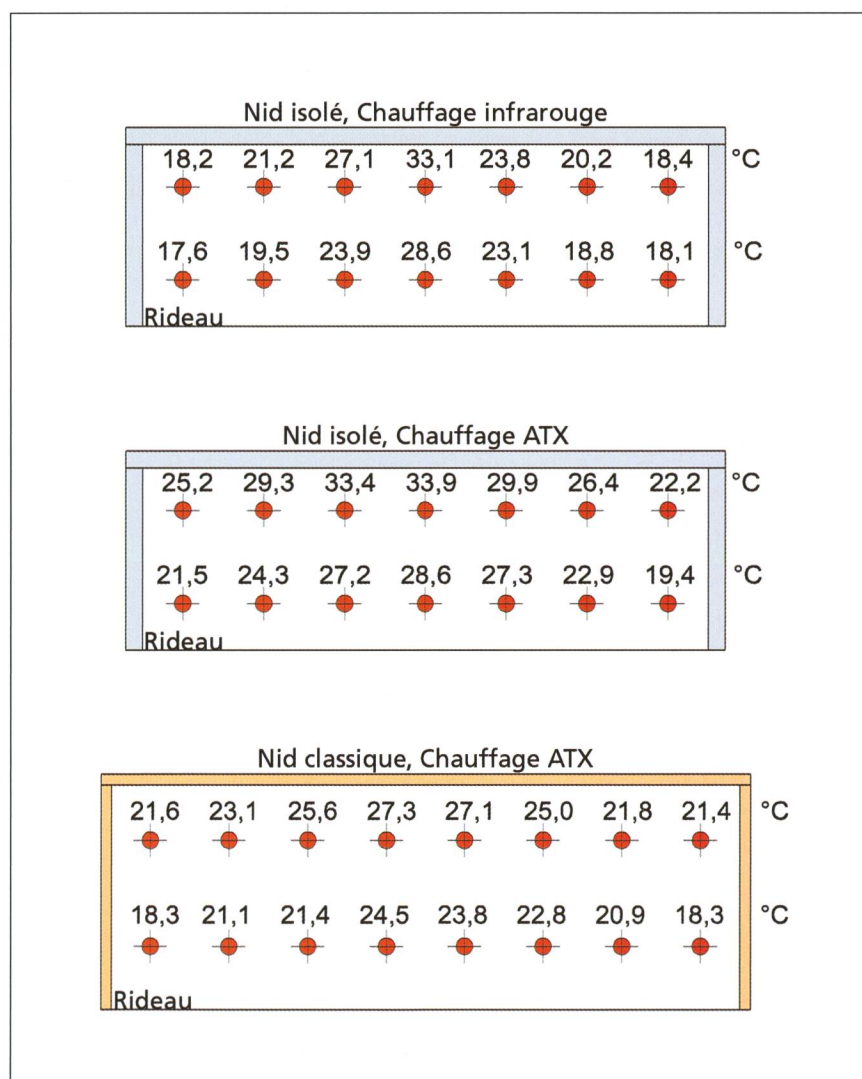 Nid isolé, Chauffage infrarouge
18,2 21,2 27,1 33,1 23,8 20,2 18,4 °C
17,6 19,5 23,9 28,6 23,1 18,8 18,1 °C
Rideau
Nid isolé, Chauffage ATX
25,2 29,3 33,4 33,9 29,9 26,4 22,2 °C
21,5 24,3 27,2 28,6 27,3 22,9 19,4 °C
Rideau
Nid classique, Chauffage ATX
21,6 23,1 25,6 27,3 27,1 25,0 21,8 21,4 °C
18,3 21,1 21,4 24,5 23,8 22,8 20,9 18,3 °C
Rideau